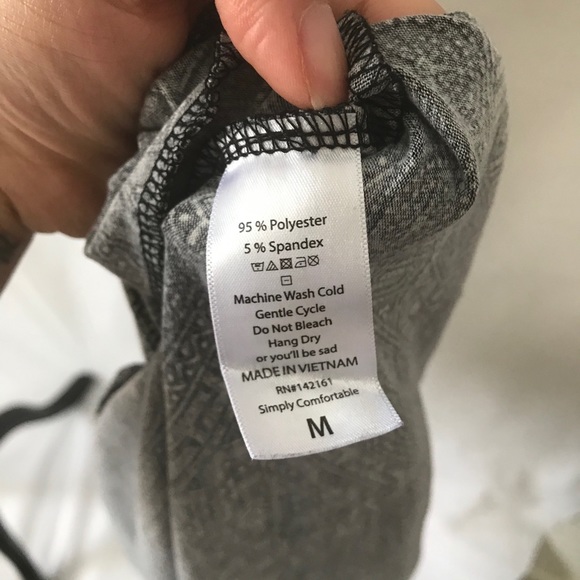 95 % Polyester
5 % Spandex
Machine Wash Cold
Gentle Cycle
Do Not Bleach
Hang Dry
or you'll be sad
MADE IN VIETNAM
RN#142161
Simply Comfortable
M